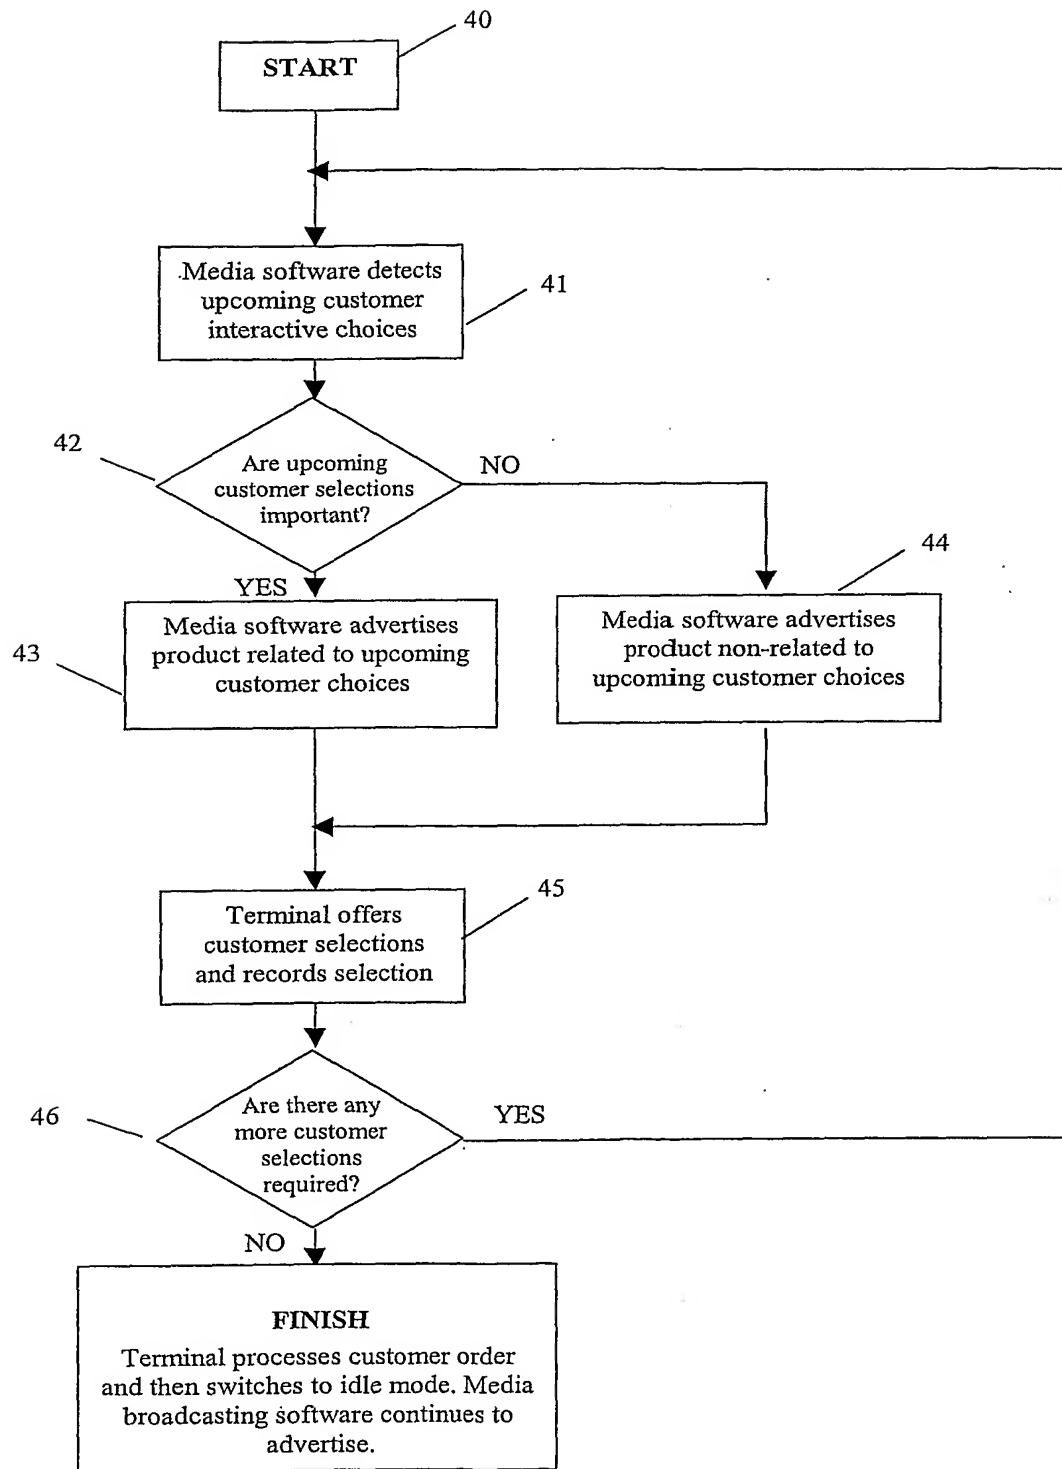 40
START
Media software detects
upcoming customer
interactive choices
41
42
Are upcoming
customer selections
important?
NO
YES
44
43
Media software advertises
product related to upcoming
customer choices
Media software advertises
product non-related to
upcoming customer choices
45
Terminal offers
customer selections
and records selection
46
Are there any
more customer
selections
required?
YES
NO
FINISH
Terminal processes customer order
and then switches to idle mode. Media
broadcasting software continues to
advertise.